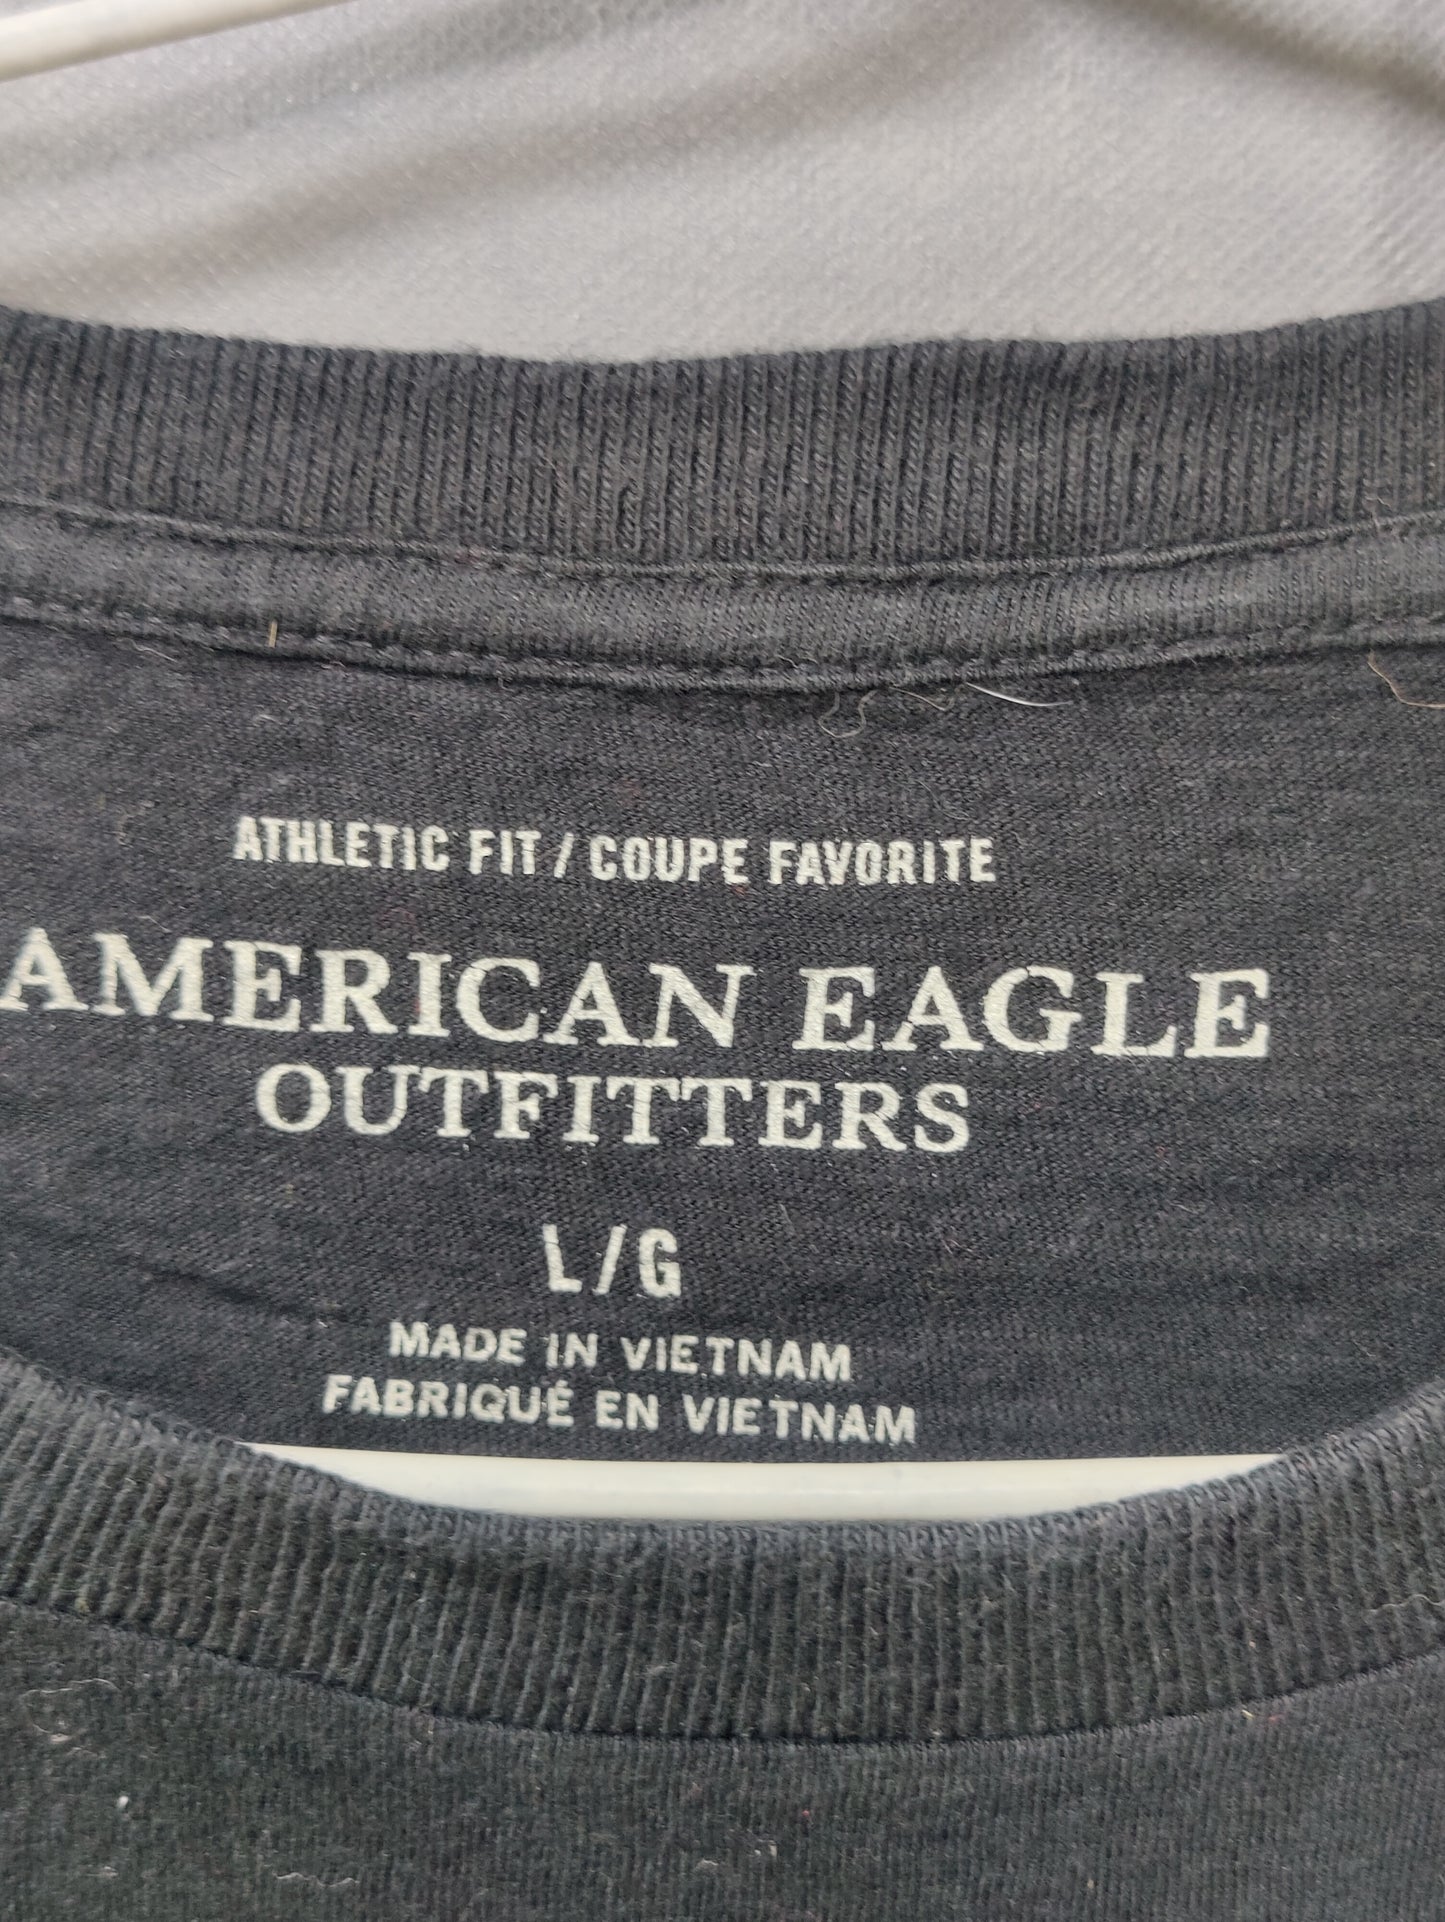 ATHLETIC FIT / COUPE FAVORITE
AMERICAN EAGLE
OUTFITTERS
L/G
MADE IN VIETNAM
FABRIQUÉ EN VIETNAM